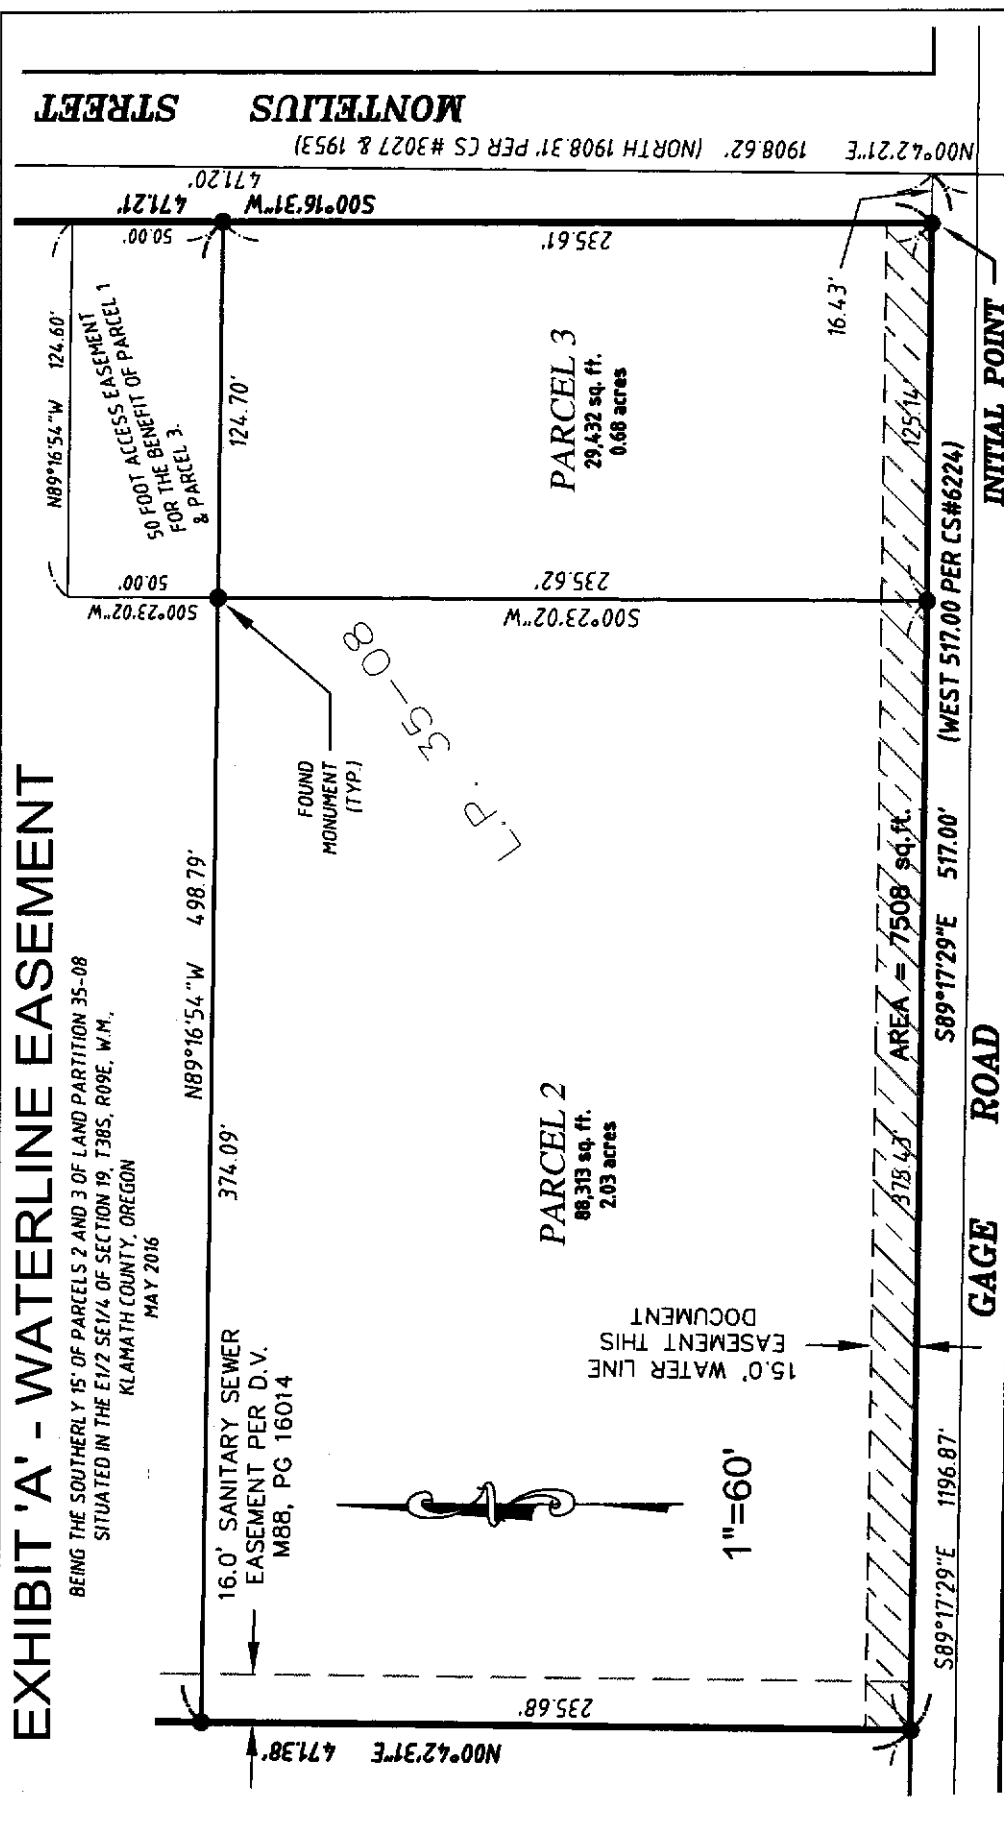 EXHIBIT 'A' - WATERLINE EASEMENT
BEING THE SOUTHERLY 15' OF PARCELS 2 AND 3 OF LAND PARTITION 35-08
SITUATED IN THE E1/2 SE1/4 OF SECTION 19, T38S, R09E, W.M.,
KLAMATH COUNTY, OREGON
MAY 2016
N89°16'54"W 124.60'
50 FOOT ACCESS EASEMENT
FOR THE BENEFIT OF PARCEL 1
& PARCEL 3.
50.00'
50.00'
S00°23'02"W
471.21'
471.20'
S00°16'31"W
MONTELIUS STREET
N00°42'21"E 1908.62' (NORTH 1908.31' PER CS #3027 & 1953)
N89°16'54"W 498.79'
374.09'
124.70'
16.0' SANITARY SEWER
EASEMENT PER D.V.
M88, PG 16014
FOUND
MONUMENT
(TYP.)
L.P. 35-08
N00°42'31"E 471.38'
235.68'
PARCEL 2
88,313 sq. ft.
2.03 acres
S00°23'02"W
235.62'
PARCEL 3
29,432 sq. ft.
0.68 acres
235.61'
1"=60'
15.0' WATER LINE
EASEMENT THIS
DOCUMENT
16.43'
378.43'
AREA = 7508 sq.ft.
125.14'
S89°17'29"E 1196.87'
S89°17'29"E 517.00' (WEST 517.00 PER CS#6224)
GAGE ROAD
INITIAL POINT